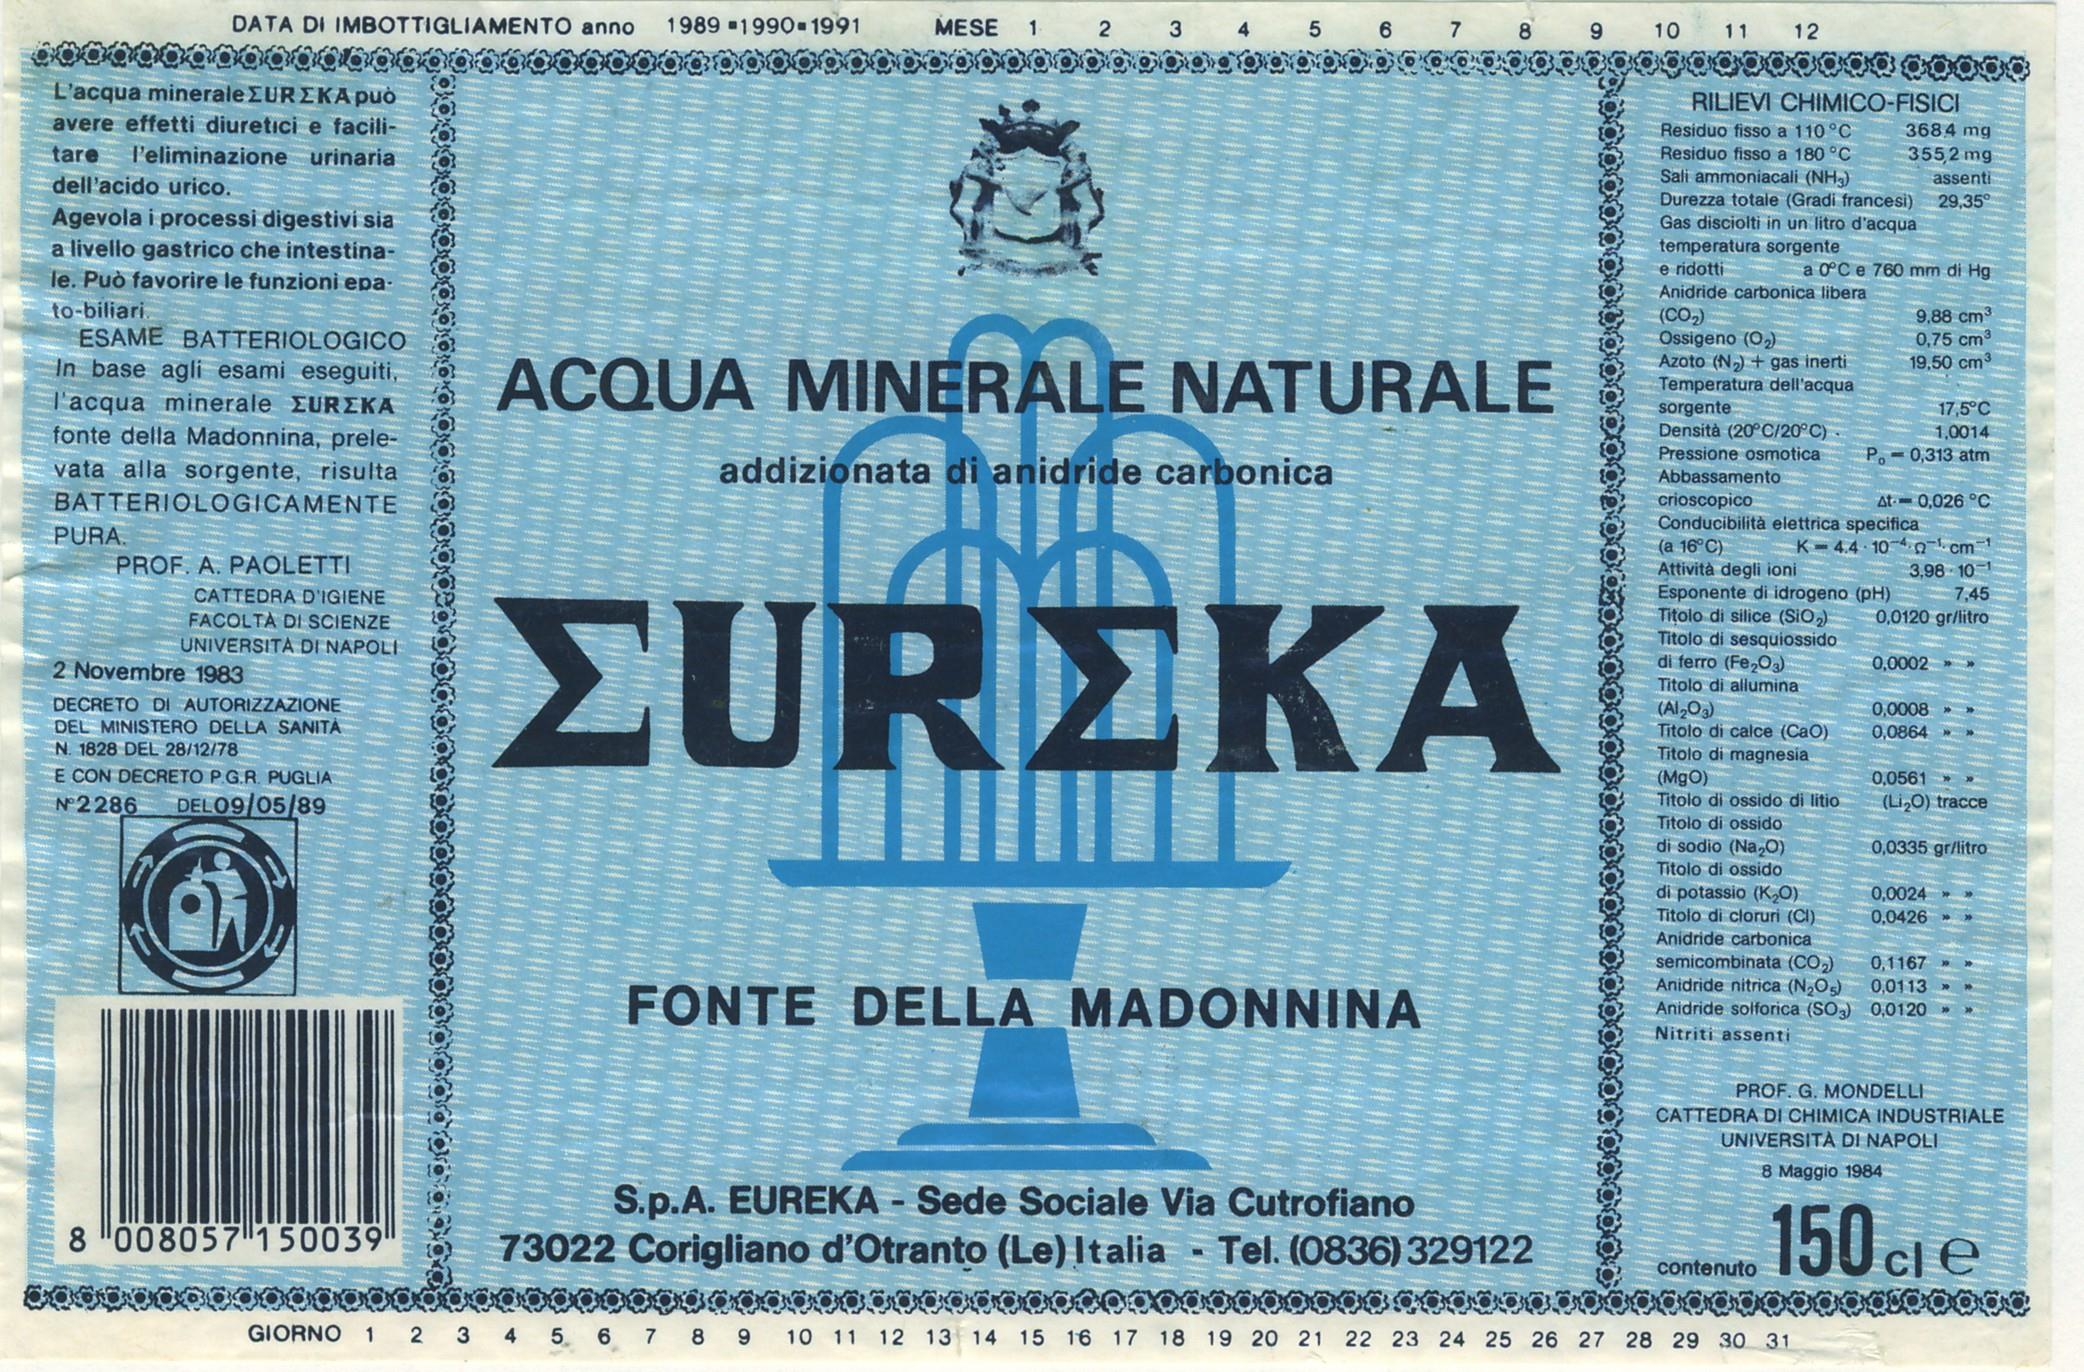 DATA DI IMBOTTIGLIAMENTO anno 1989 ▪ 1990 ▪ 1991 MESE 1 2 3 4 5 6 7 8 9 10 11 12
L'acqua minerale ΣURΣKA può
avere effetti diuretici e facili-
tare l'eliminazione urinaria
dell'acido urico.
Agevola i processi digestivi sia
a livello gastrico che intestina-
le. Può favorire le funzioni epa-
to-biliari.
ESAME BATTERIOLOGICO
In base agli esami eseguiti,
l'acqua minerale ΣURΣKA
fonte della Madonnina, prele-
vata alla sorgente, risulta
BATTERIOLOGICAMENTE
PURA.
PROF. A. PAOLETTI
CATTEDRA D'IGIENE
FACOLTÀ DI SCIENZE
UNIVERSITÀ DI NAPOLI
2 Novembre 1983
DECRETO DI AUTORIZZAZIONE
DEL MINISTERO DELLA SANITÀ
N. 1828 DEL 28/12/78
E CON DECRETO P.G.R. PUGLIA
N° 2286 DEL 09/05/89
8 008057 150039
ACQUA MINERALE NATURALE
addizionata di anidride carbonica
ΣURΣKA
FONTE DELLA MADONNINA
S.p.A. EUREKA - Sede Sociale Via Cutrofiano
73022 Corigliano d'Otranto (Le) Italia - Tel. (0836) 329122
RILIEVI CHIMICO-FISICI
Residuo fisso a 110 °C 368,4 mg
Residuo fisso a 180 °C 355,2 mg
Sali ammoniacali (NH₃) assenti
Durezza totale (Gradi francesi) 29,35°
Gas disciolti in un litro d'acqua
temperatura sorgente
e ridotti a 0°C e 760 mm di Hg
Anidride carbonica libera
(CO₂) 9,88 cm³
Ossigeno (O₂) 0,75 cm³
Azoto (N₂) + gas inerti 19,50 cm³
Temperatura dell'acqua
sorgente 17,5°C
Densità (20°C/20°C) . 1,0014
Pressione osmotica P₀ = 0,313 atm
Abbassamento
crioscopico Δt = 0,026 °C
Conducibilità elettrica specifica
(a 16°C) K = 4.4 · 10⁻⁴ · Ω⁻¹ · cm⁻¹
Attività degli ioni 3,98 · 10⁻¹
Esponente di idrogeno (pH) 7,45
Titolo di silice (SiO₂) 0,0120 gr/litro
Titolo di sesquiossido
di ferro (Fe₂O₃) 0,0002 » »
Titolo di allumina
(Al₂O₃) 0,0008 » »
Titolo di calce (CaO) 0,0864 » »
Titolo di magnesia
(MgO) 0,0561 » »
Titolo di ossido di litio (Li₂O) tracce
Titolo di ossido
di sodio (Na₂O) 0,0335 gr/litro
Titolo di ossido
di potassio (K₂O) 0,0024 » »
Titolo di cloruri (Cl) 0,0426 » »
Anidride carbonica
semicombinata (CO₂) 0,1167 » »
Anidride nitrica (N₂O₅) 0,0113 » »
Anidride solforica (SO₃) 0,0120 » »
Nitriti assenti
PROF. G. MONDELLI
CATTEDRA DI CHIMICA INDUSTRIALE
UNIVERSITÀ DI NAPOLI
8 Maggio 1984
contenuto 150 cl e
GIORNO 1 2 3 4 5 6 7 8 9 10 11 12 13 14 15 16 17 18 19 20 21 22 23 24 25 26 27 28 29 30 31